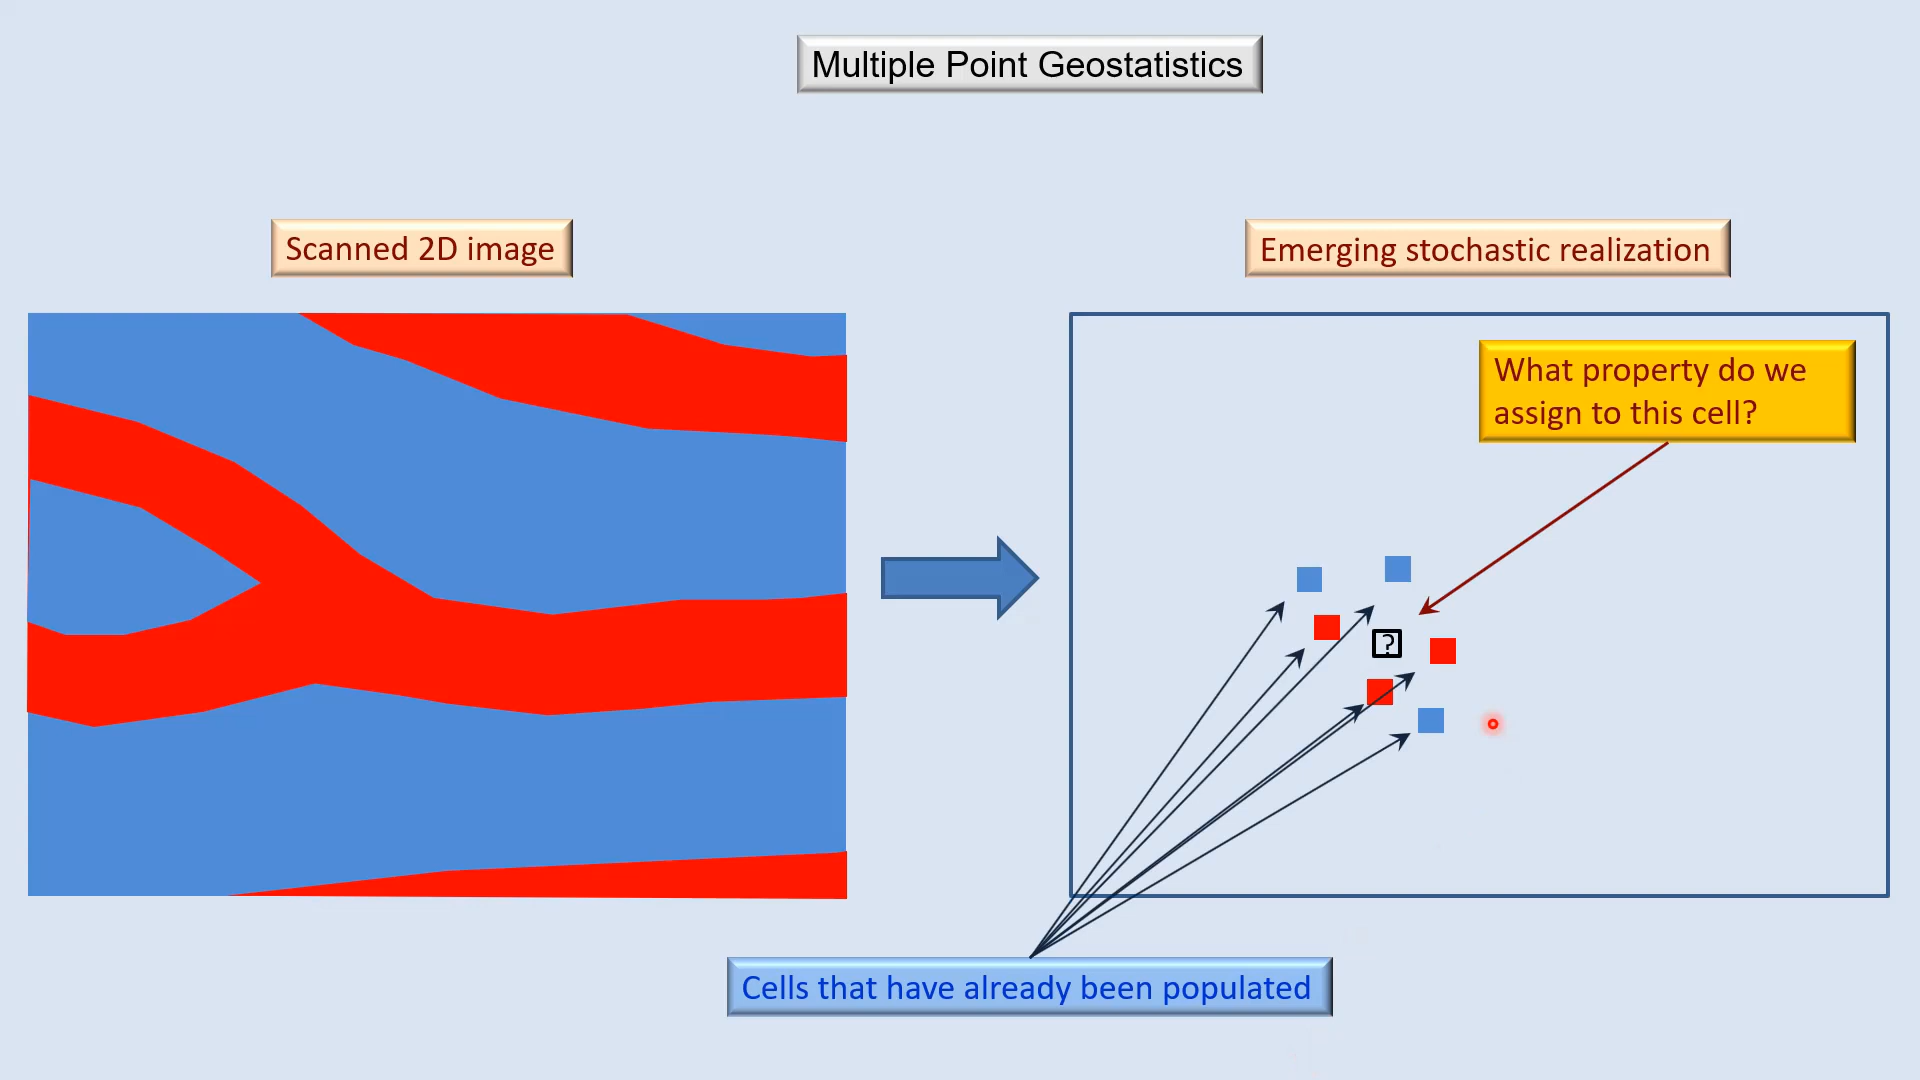 Multiple Point Geostatistics
Scanned 2D image
Emerging stochastic realization
What property do we
assign to this cell?
?
Cells that have already been populated